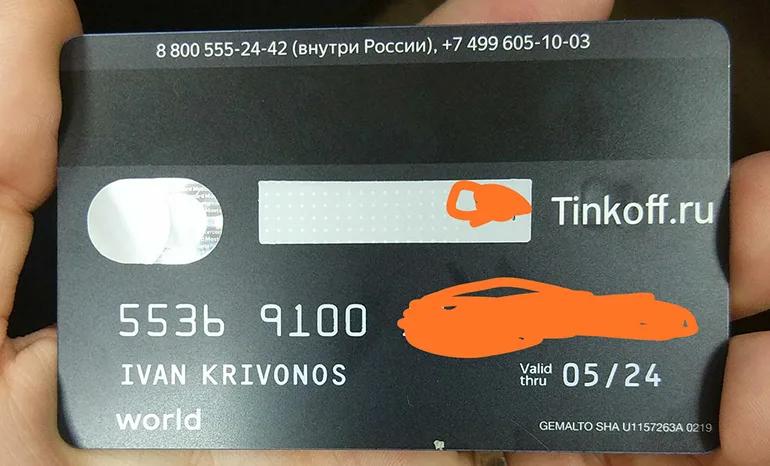 8 800 555-24-42 (внутри России), +7 499 605-10-03
Tinkoff.ru
5536 9100
IVAN KRIVONOS
Valid thru 05/24
world
GEMALTO SHA U1157263A 0219